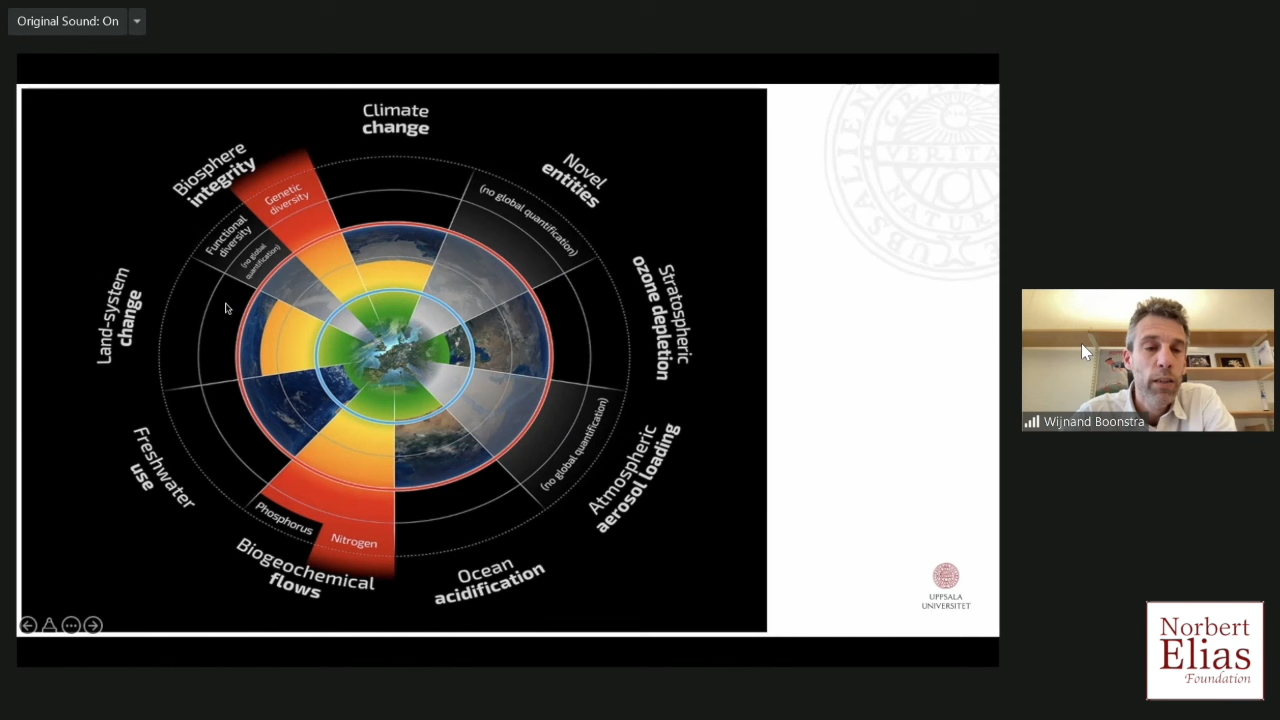 Original Sound: On
Climate
change
Novel
entities
(no global quantification)
Stratospheric
ozone depletion
Atmospheric
aerosol loading
(no global quantification)
Ocean
acidification
Biogeochemical
flows
Phosphorus
Nitrogen
Freshwater
use
Land-system
change
Biosphere
integrity
Genetic
diversity
Functional
diversity
(no global
quantification)
VERITA
NATUR
UPPSALA
UNIVERSITET
Wijnand Boonstra
Norbert
Elias
Foundation